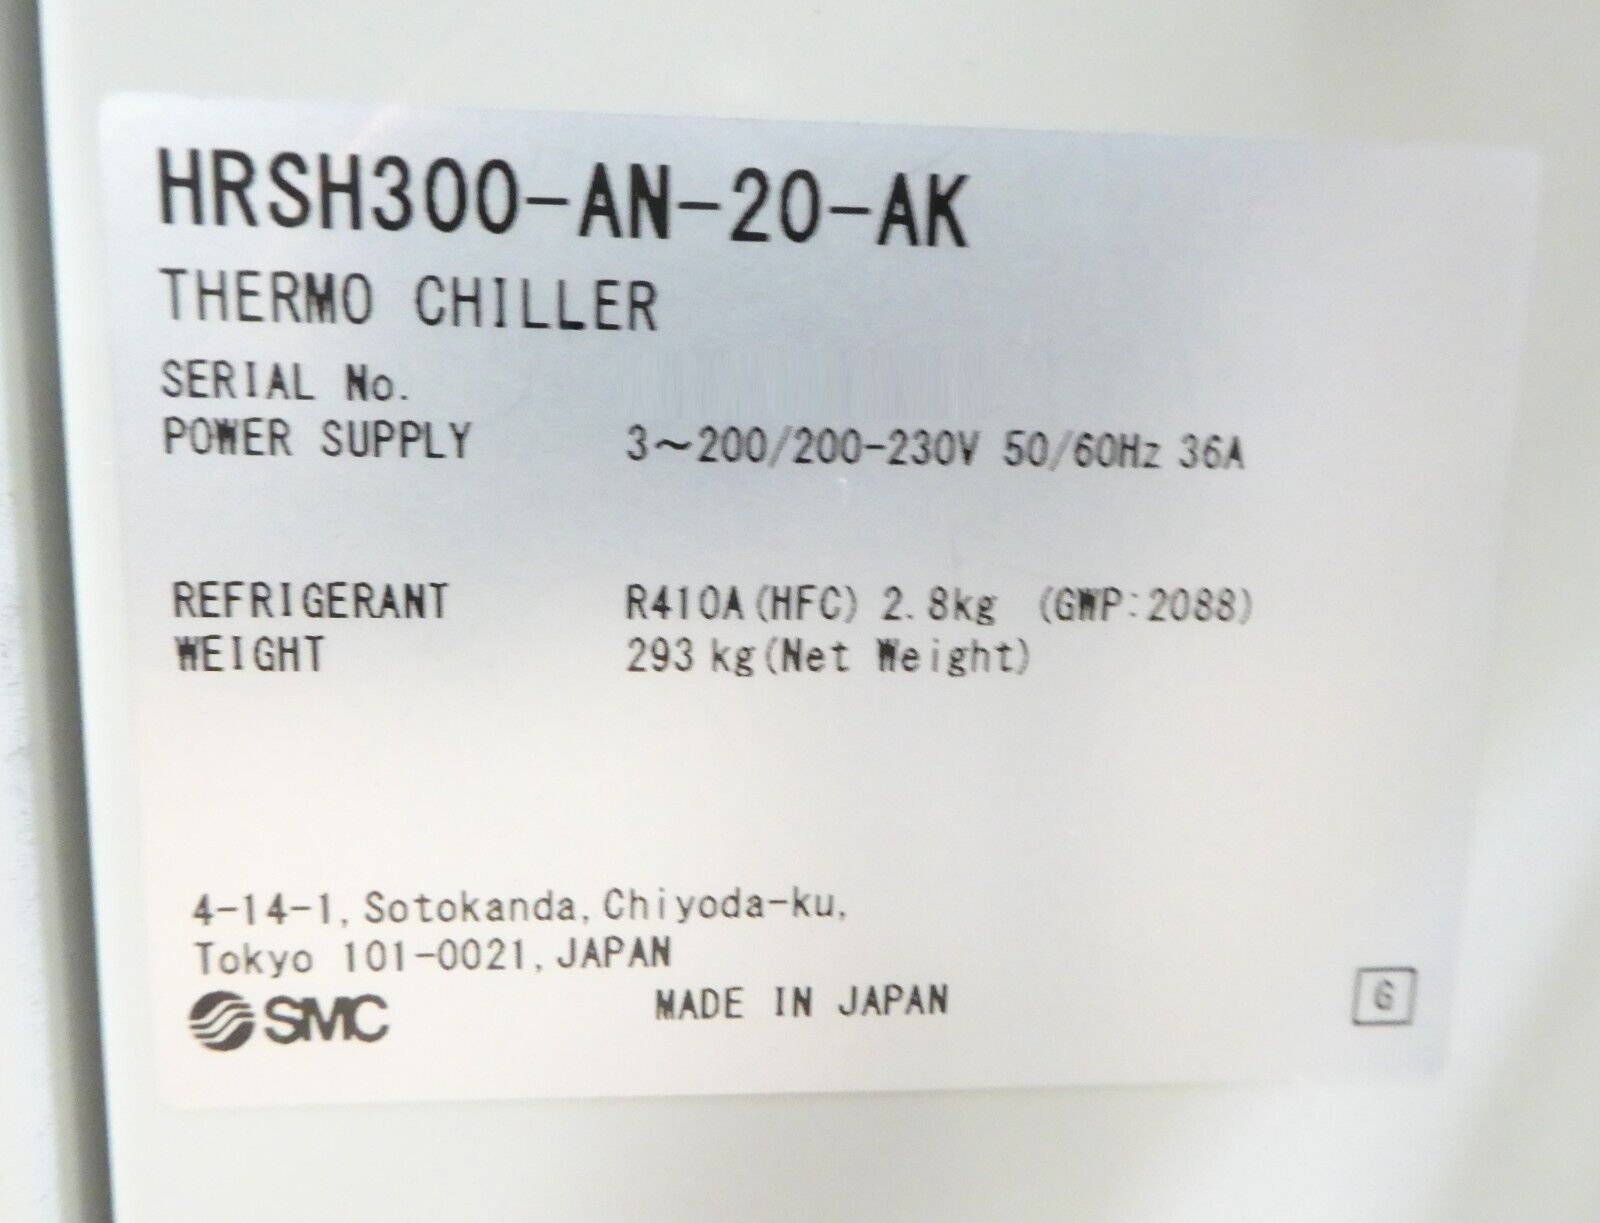 HRSH300-AN-20-AK
THERMO CHILLER
SERIAL No.
POWER SUPPLY 3~200/200-230V 50/60Hz 36A
REFRIGERANT R410A(HFC) 2.8kg (GWP:2088)
WEIGHT 293 kg(Net Weight)
4-14-1, Sotokanda, Chiyoda-ku,
Tokyo 101-0021, JAPAN
SMC MADE IN JAPAN G